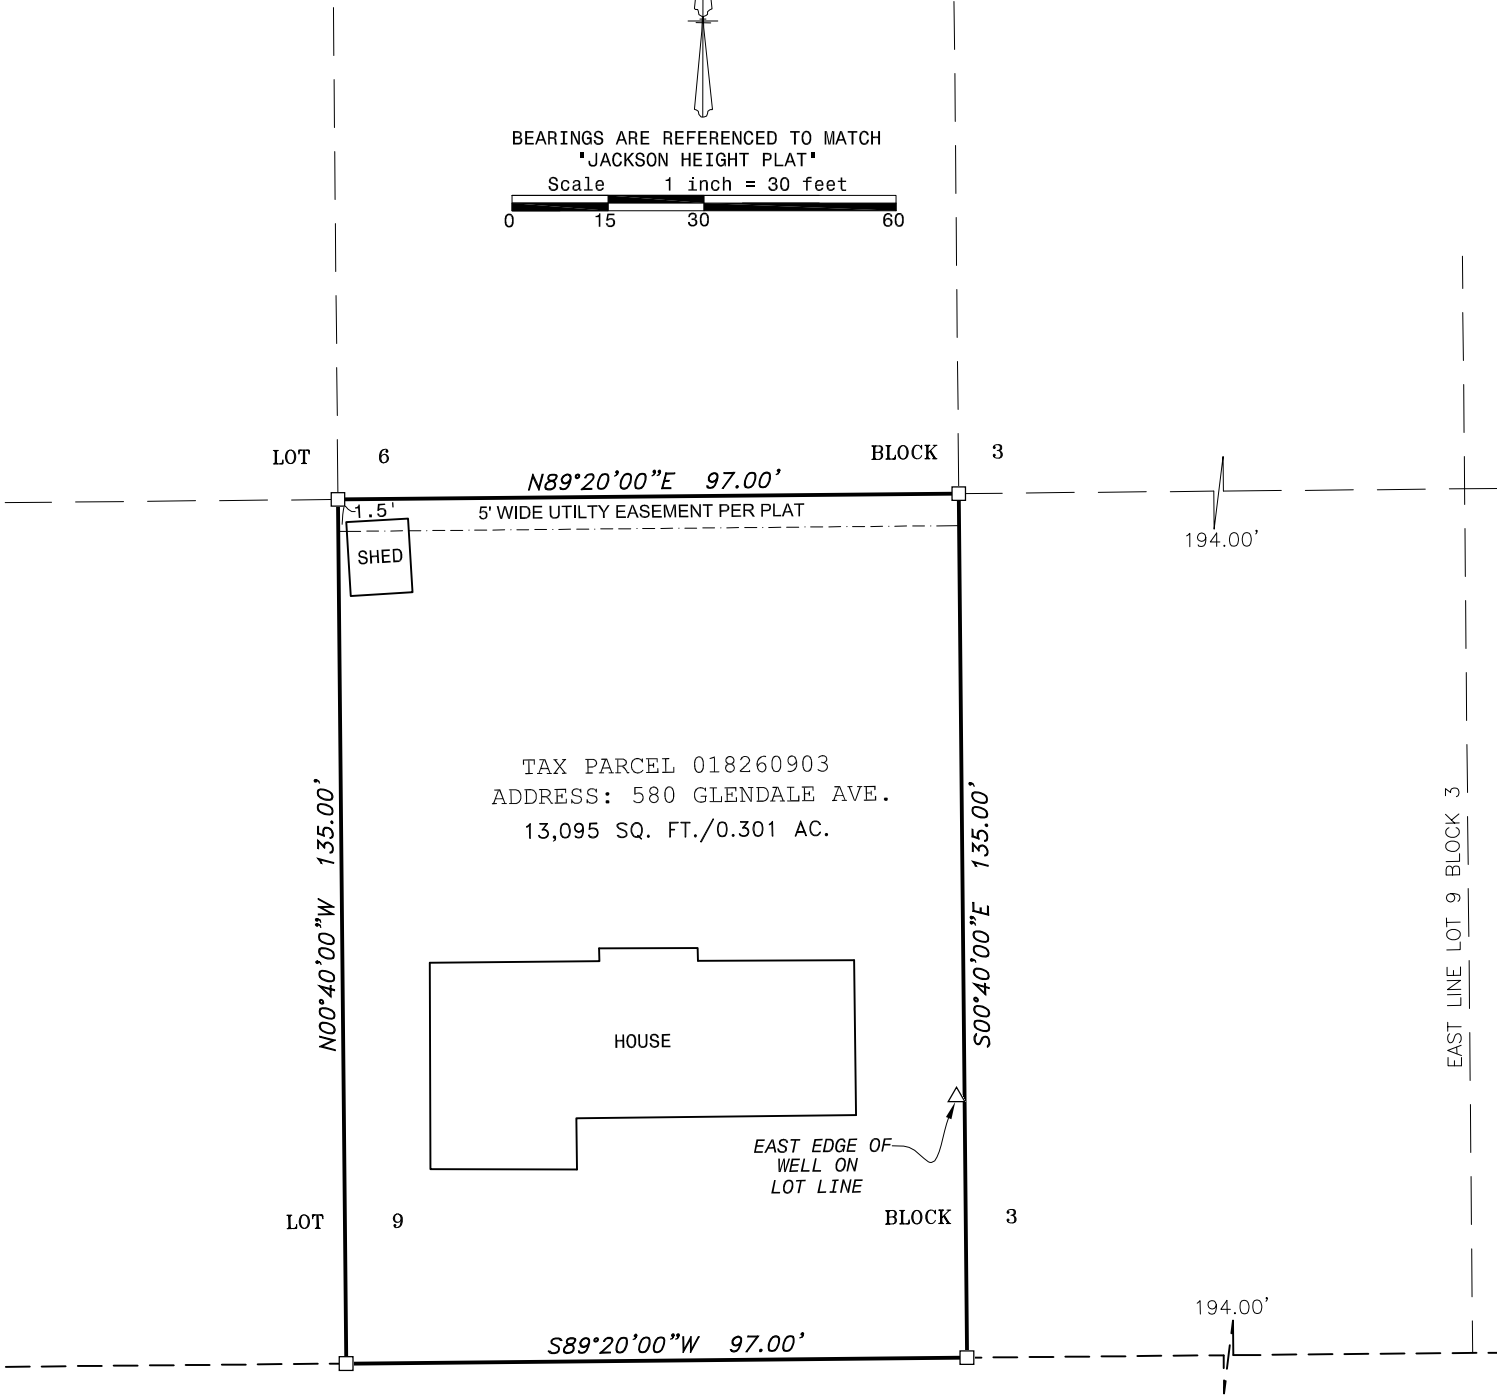 BEARINGS ARE REFERENCED TO MATCH
"JACKSON HEIGHT PLAT"
Scale 1 inch = 30 feet
0 15 30 60
LOT 6 BLOCK 3
N89°20'00"E 97.00'
1.5'
5' WIDE UTILTY EASEMENT PER PLAT
194.00'
SHED
TAX PARCEL 018260903
ADDRESS: 580 GLENDALE AVE.
13,095 SQ. FT./0.301 AC.
N00°40'00"W 135.00'
S00°40'00"E 135.00'
EAST LINE LOT 9 BLOCK 3
HOUSE
EAST EDGE OF
WELL ON
LOT LINE
LOT 9 BLOCK 3
194.00'
S89°20'00"W 97.00'